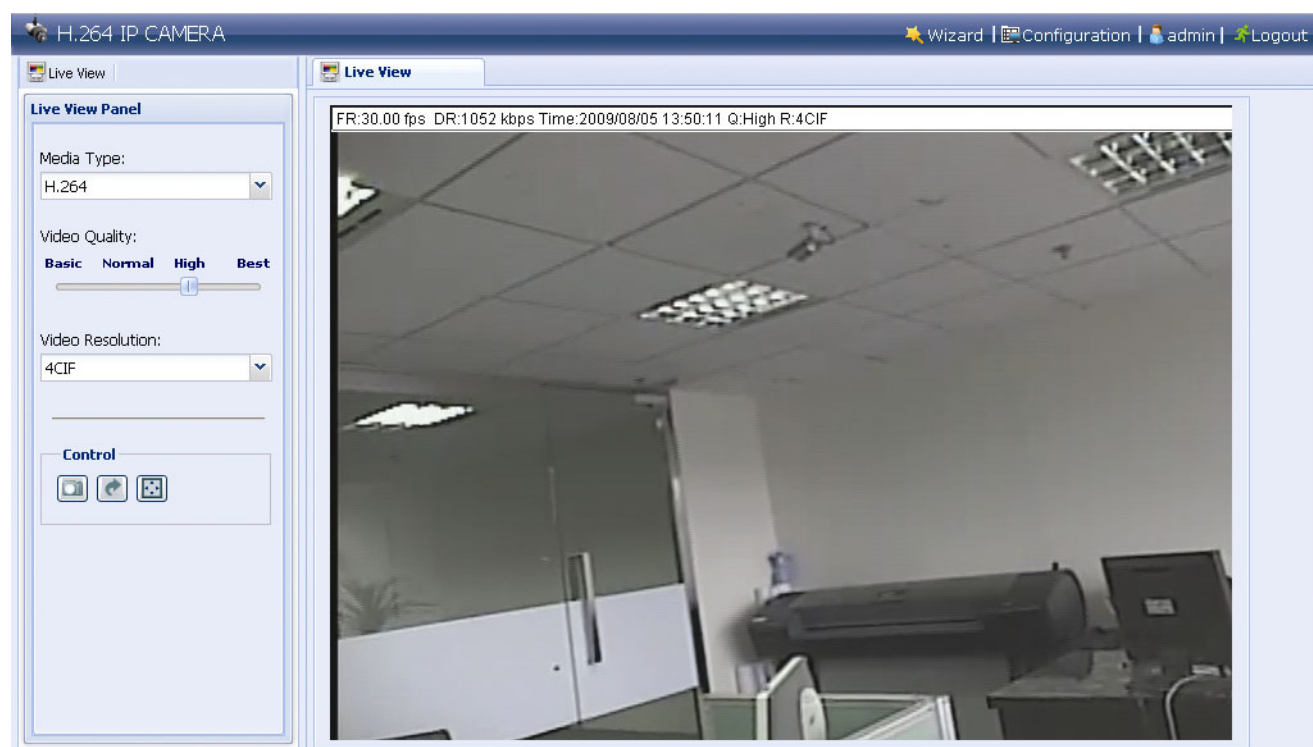 H.264 IP CAMERA
Wizard | Configuration | admin | Logout
Live View
Live View
Live View Panel
FR:30.00 fps DR:1052 kbps Time:2009/08/05 13:50:11 Q:High R:4CIF
Media Type:
H.264
Video Quality:
Basic Normal High Best
Video Resolution:
4CIF
Control